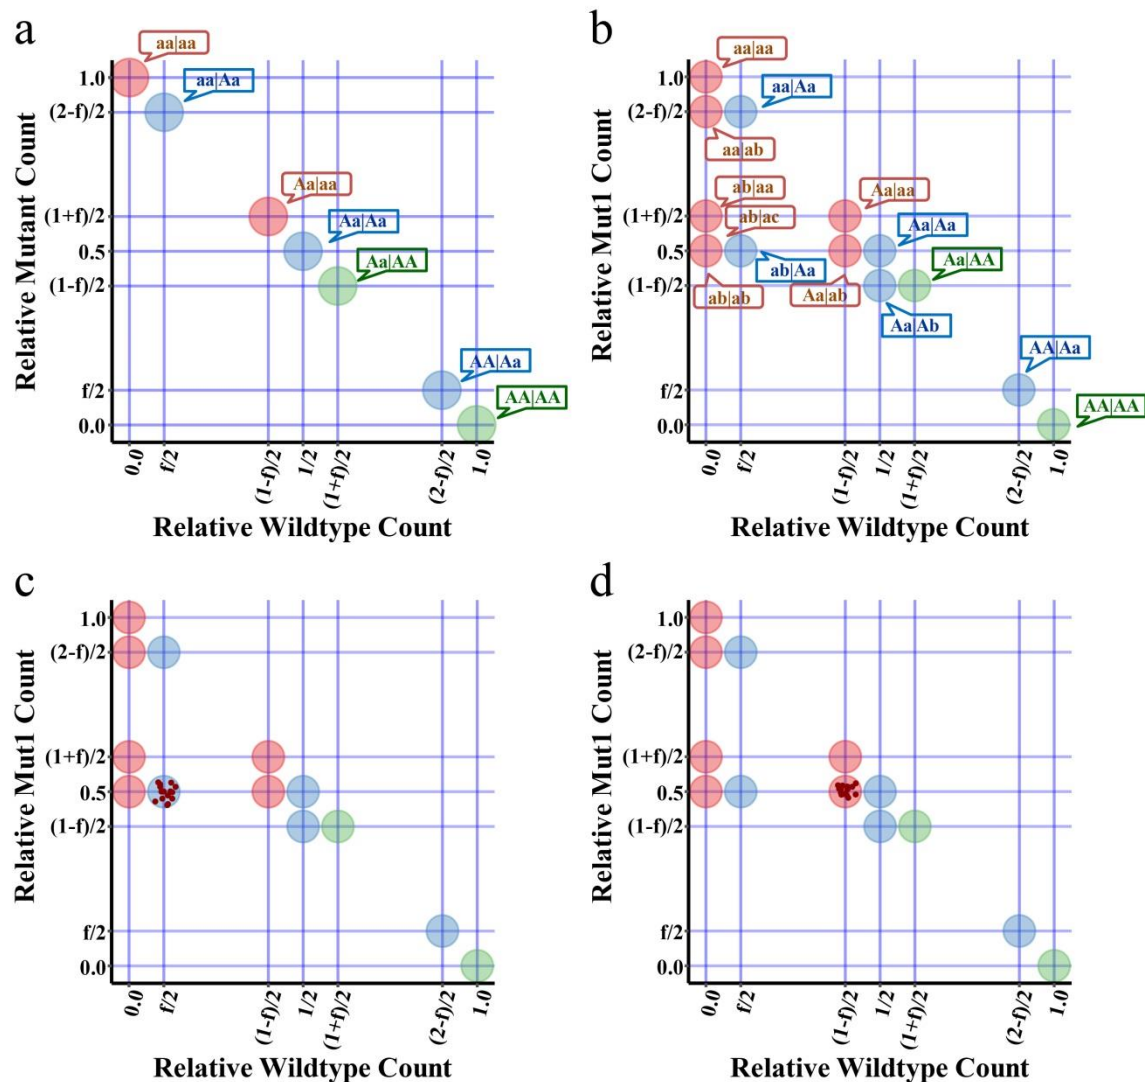 a
aa|aa
1.0
aa|Aa
(2-f)/2
Aa|aa
(1+f)/2
Aa|Aa
0.5
Aa|AA
(1-f)/2
AA|Aa
f/2
AA|AA
0.0
Relative Mutant Count
0.0
f/2
(1-f)/2
1/2
(1+f)/2
(2-f)/2
1.0
Relative Wildtype Count
b
aa|aa
1.0
aa|Aa
(2-f)/2
aa|ab
ab|aa
Aa|aa
(1+f)/2
ab|ac
Aa|Aa
0.5
ab|Aa
Aa|AA
(1-f)/2
ab|ab
Aa|ab
Aa|Ab
AA|Aa
f/2
AA|AA
0.0
Relative Mut1 Count
0.0
f/2
(1-f)/2
1/2
(1+f)/2
(2-f)/2
1.0
Relative Wildtype Count
c
1.0
(2-f)/2
(1+f)/2
0.5
(1-f)/2
f/2
0.0
Relative Mut1 Count
0.0
f/2
(1-f)/2
1/2
(1+f)/2
(2-f)/2
1.0
Relative Wildtype Count
d
1.0
(2-f)/2
(1+f)/2
0.5
(1-f)/2
f/2
0.0
Relative Mut1 Count
0.0
f/2
(1-f)/2
1/2
(1+f)/2
(2-f)/2
1.0
Relative Wildtype Count